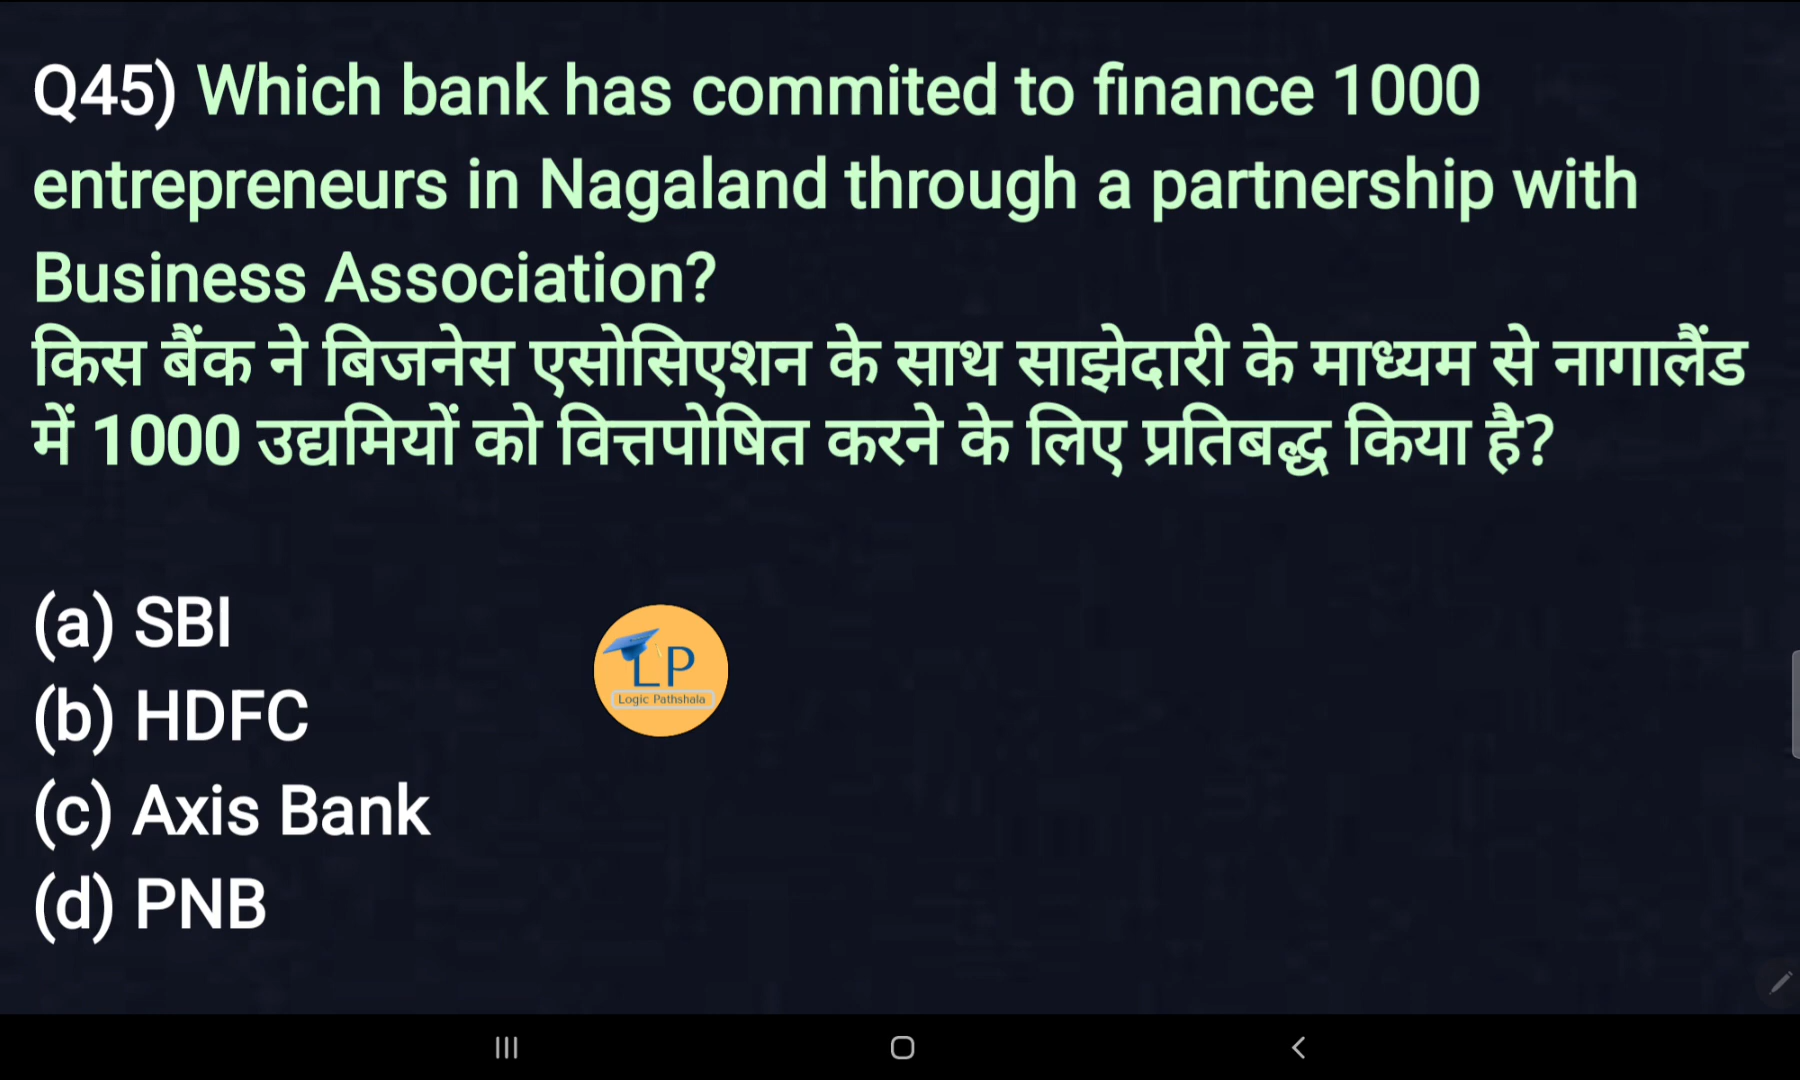 Q45) Which bank has commited to finance 1000
entrepreneurs in Nagaland through a partnership with
Business Association?
किस बैंक ने बिजनेस एसोसिएशन के साथ साझेदारी के माध्यम से नागालैंड
में 1000 उद्यमियों को वित्तपोषित करने के लिए प्रतिबद्ध किया है?
(a) SBI
(b) HDFC
(c) Axis Bank
(d) PNB
LP
Logic Pathshala